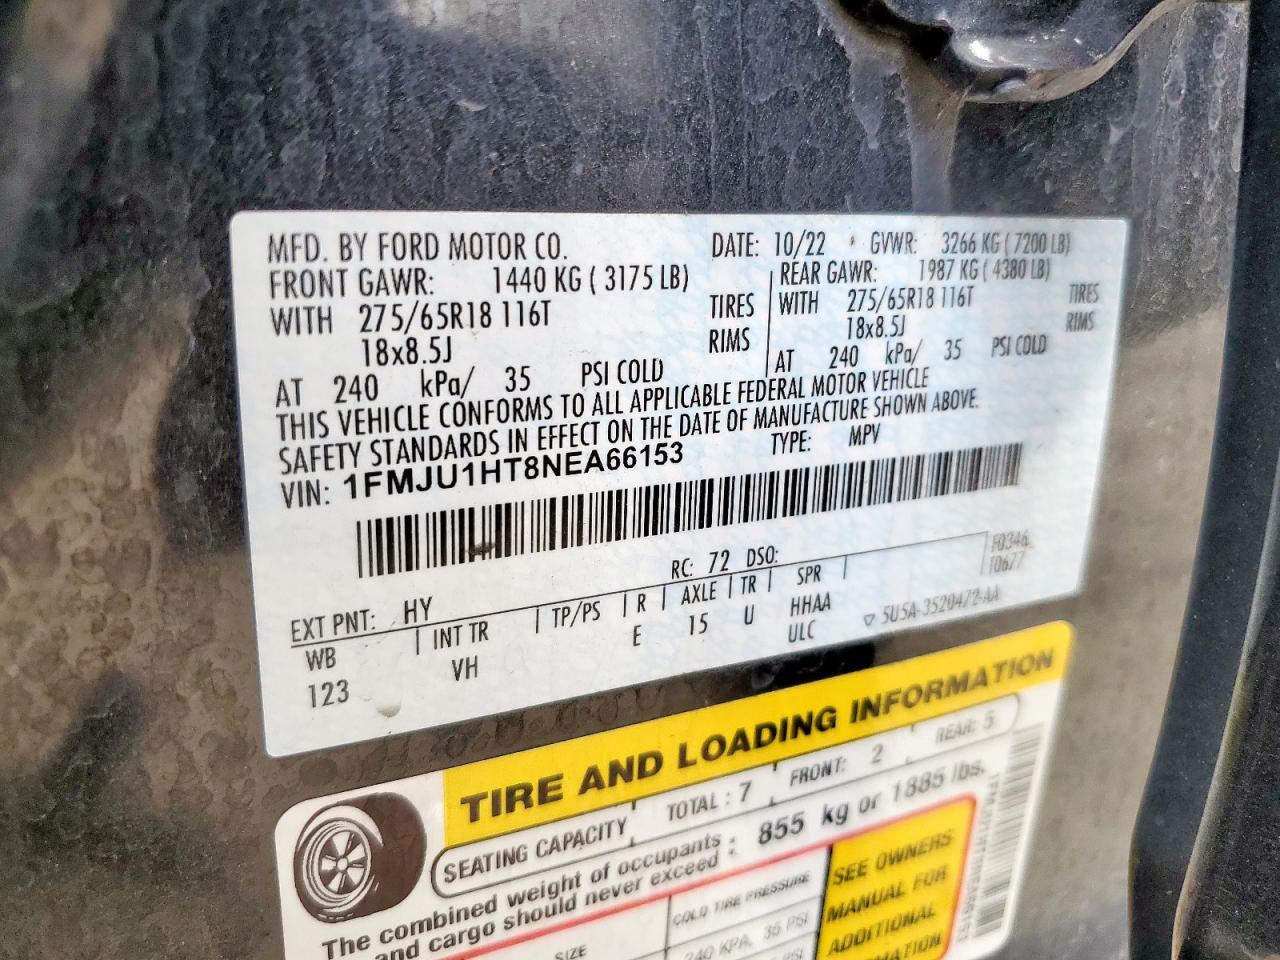 MFD. BY FORD MOTOR CO. DATE: 10/22 GVWR: 3266 KG ( 7200 LB)
FRONT GAWR: 1440 KG ( 3175 LB) REAR GAWR: 1987 KG ( 4380 LB)
WITH 275/65R18 116T TIRES WITH 275/65R18 116T TIRES
18x8.5J RIMS 18x8.5J RIMS
AT 240 kPa/ 35 PSI COLD AT 240 kPa/ 35 PSI COLD
THIS VEHICLE CONFORMS TO ALL APPLICABLE FEDERAL MOTOR VEHICLE
SAFETY STANDARDS IN EFFECT ON THE DATE OF MANUFACTURE SHOWN ABOVE.
VIN: 1FMJU1HT8NEA66153 TYPE: MPV
F0346
T0677
EXT PNT: HY RC: 72 DSO:
WB INT TR TP/PS R AXLE TR SPR
123 VH E 15 U HHAA
ULC
5U5A-3520472-AA
TIRE AND LOADING INFORMATION
SEATING CAPACITY TOTAL : 7 FRONT: 2 REAR: 5
The combined weight of occupants : 855 kg or 1885 lbs.
and cargo should never exceed
SIZE COLD TIRE PRESSURE
240 KPA, 35 PSI
SEE OWNERS
MANUAL FOR
ADDITIONAL